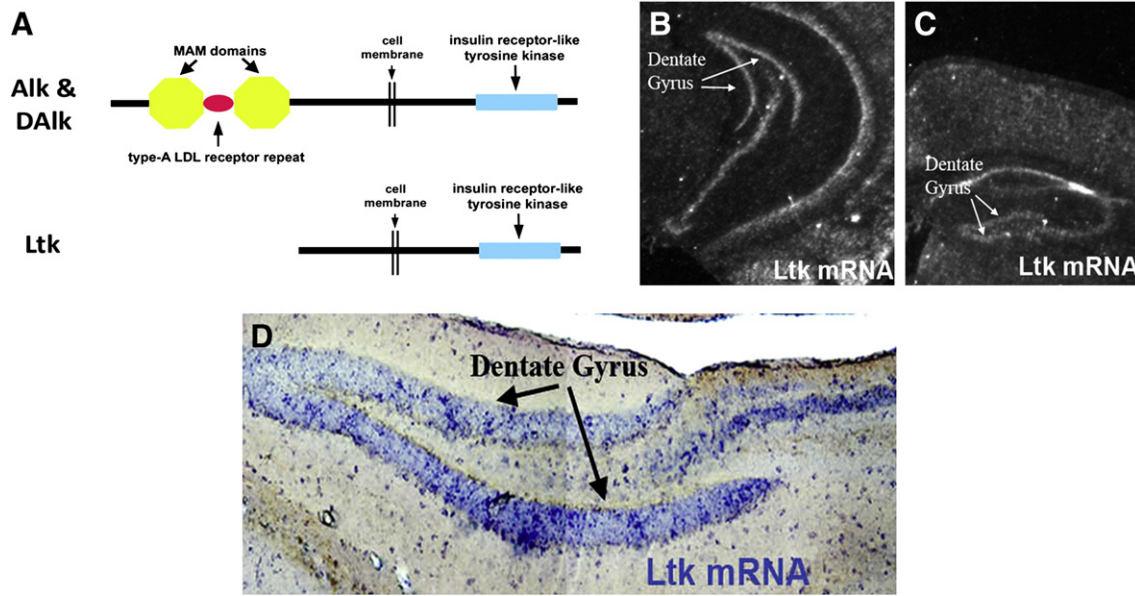 A
MAM domains
cell
membrane
insulin receptor-like
tyrosine kinase
Alk &
DAlk
type-A LDL receptor repeat
cell
membrane
insulin receptor-like
tyrosine kinase
Ltk
B
Dentate
Gyrus
Ltk mRNA
C
Dentate
Gyrus
Ltk mRNA
D
Dentate Gyrus
Ltk mRNA